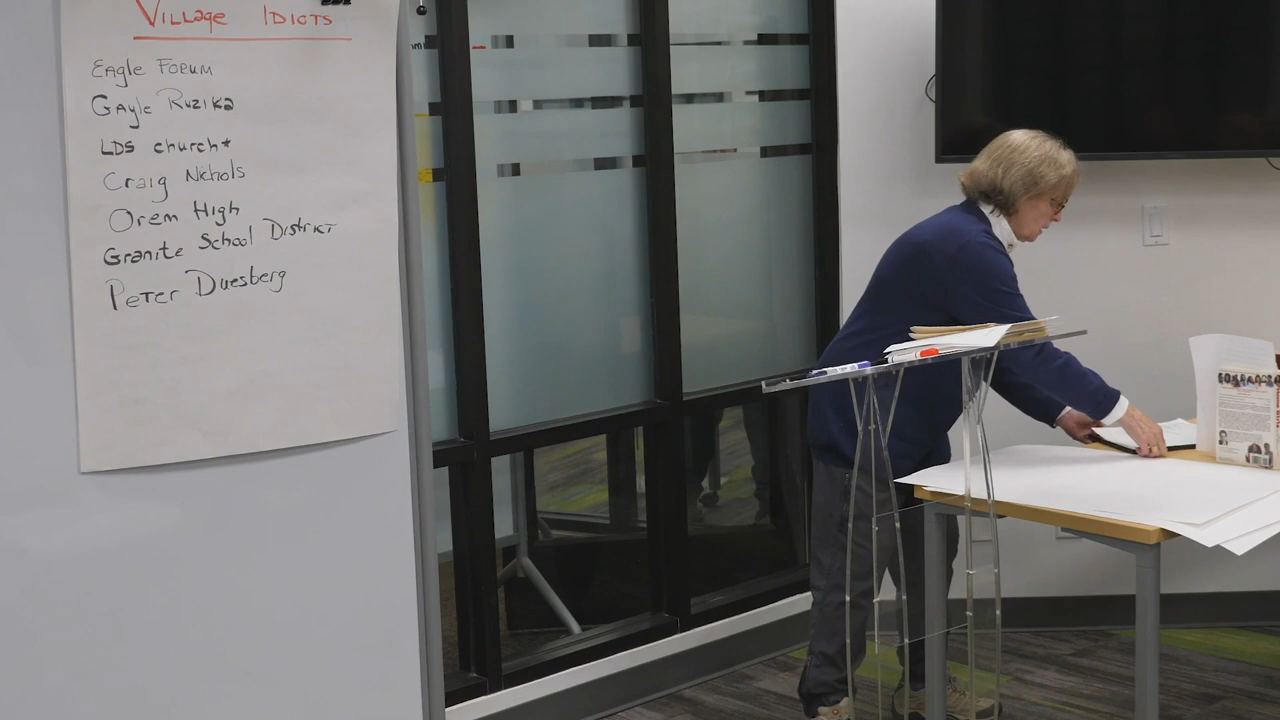 Village Idiots
Eagle Forum
Gayle Ruzika
LDS church*
Craig Nichols
Orem High
Granite School District
Peter Duesberg